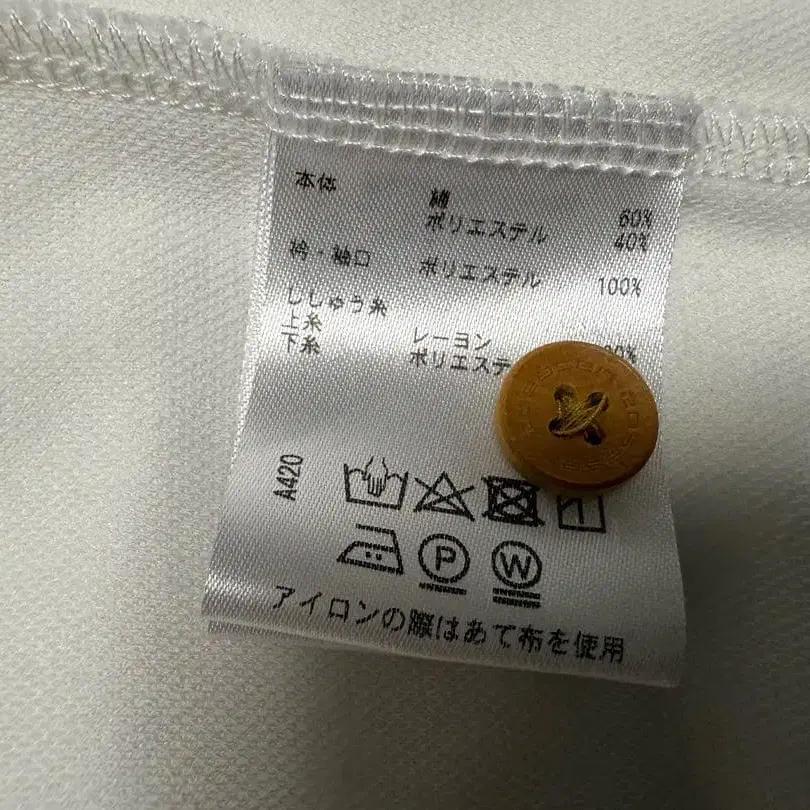 本体 綿 60%
ポリエステル 40%
衿・袖口 ポリエステル 100%
ししゅう糸
上糸 レーヨン
下糸 ポリエステ
A420
P W
アイロンの際はあて布を使用